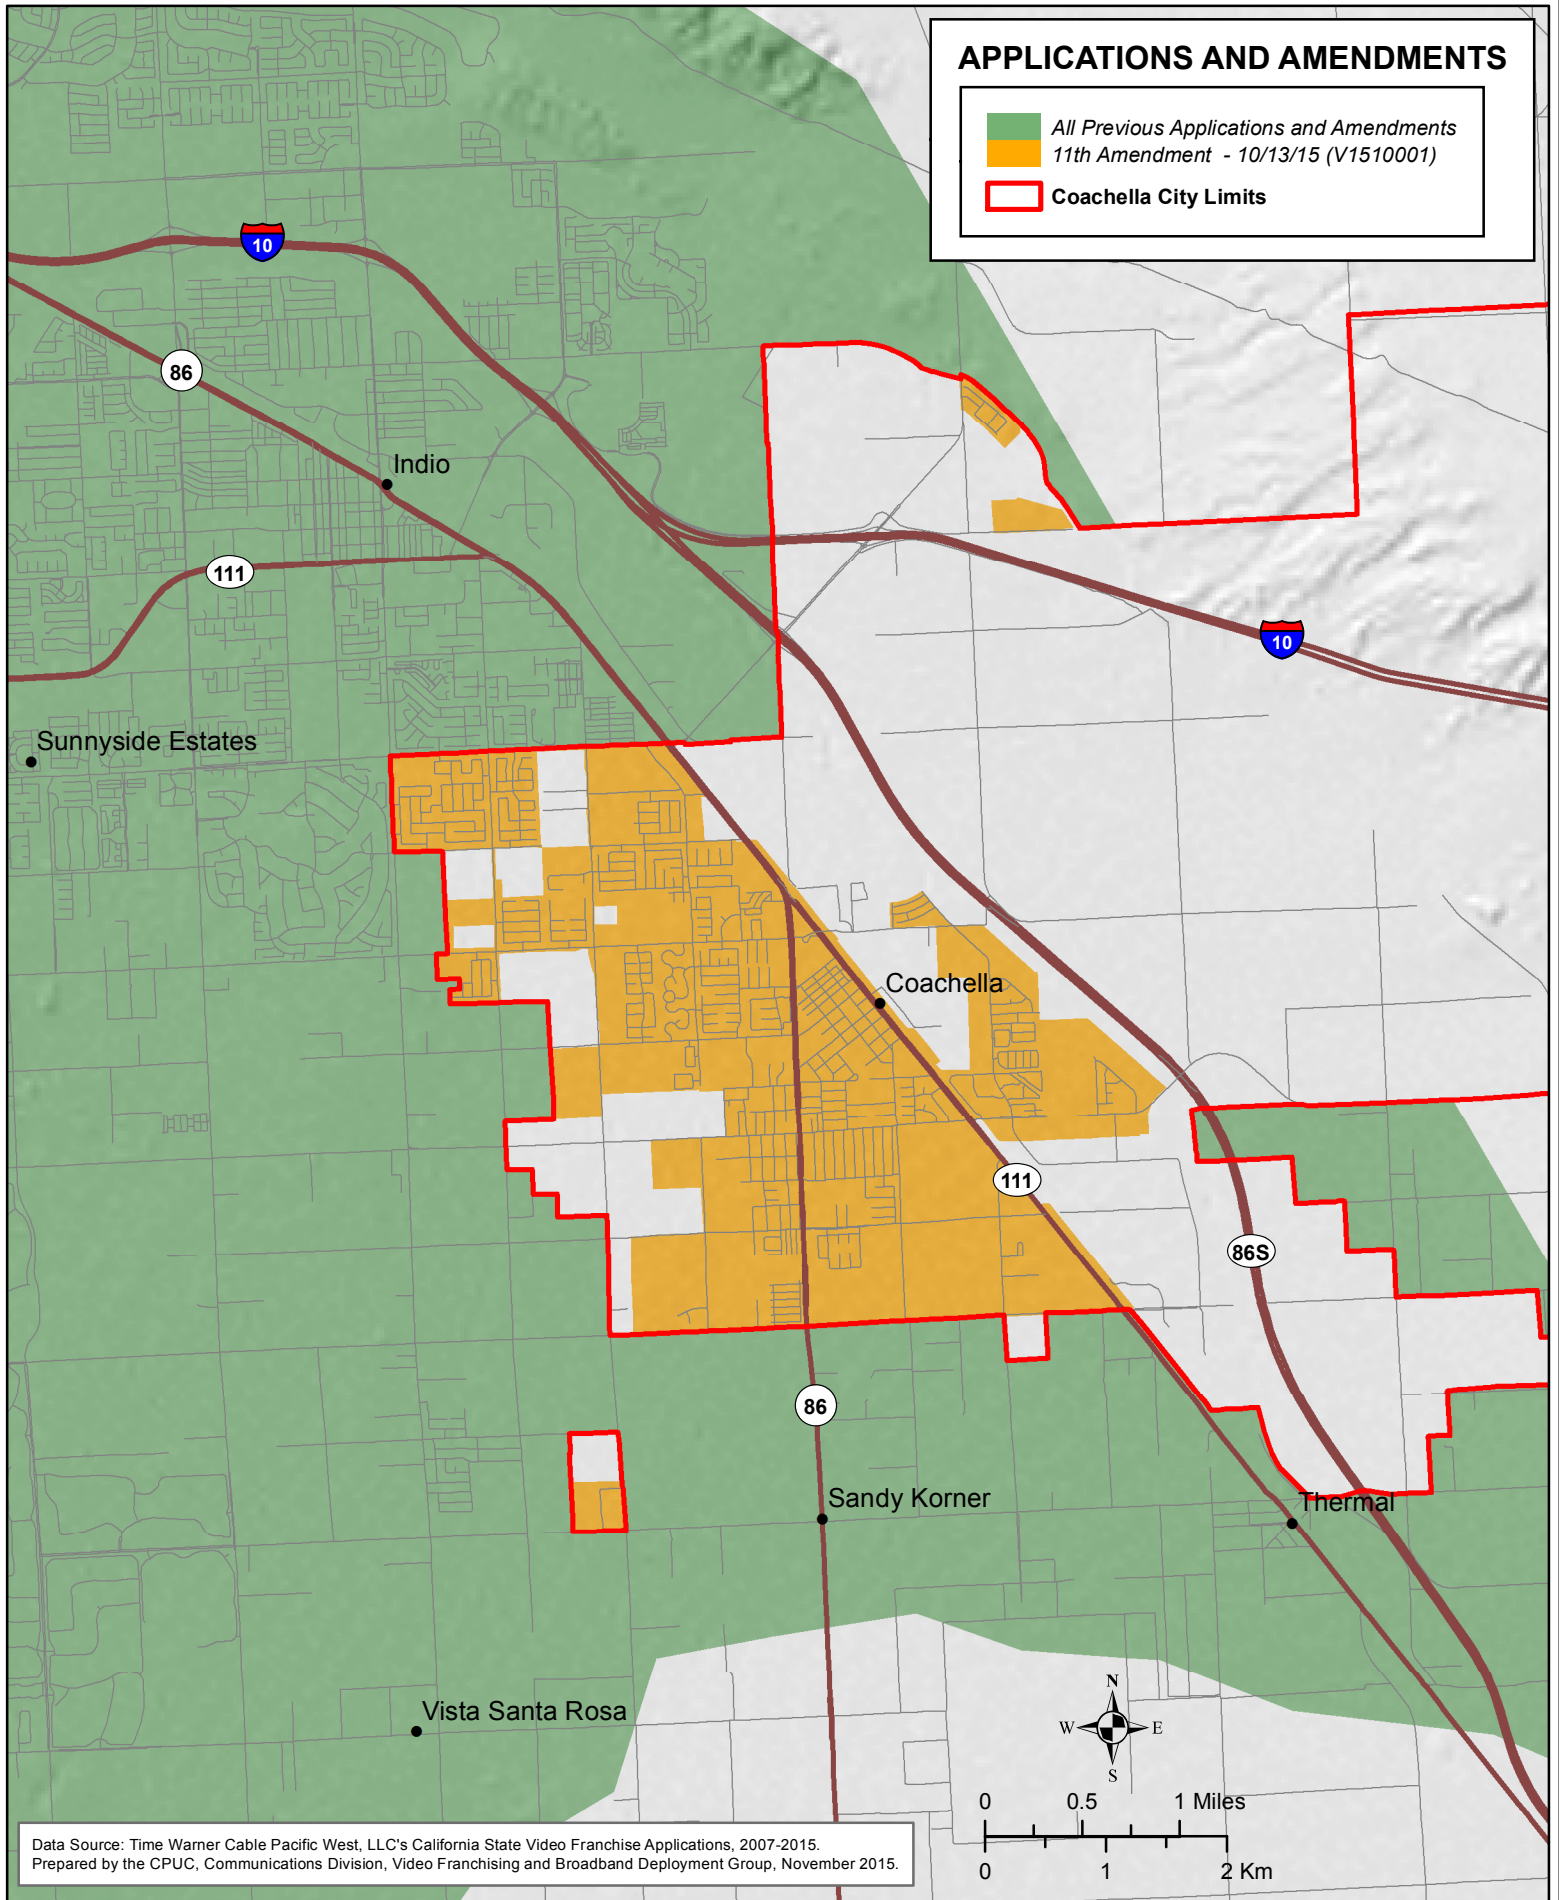 APPLICATIONS AND AMENDMENTS
All Previous Applications and Amendments
11th Amendment - 10/13/15 (V1510001)
Coachella City Limits
10
86
Indio
111
10
Sunnyside Estates
Coachella
111
86S
86
Sandy Korner
Thermal
Vista Santa Rosa
N
W E
S
0 0.5 1 Miles
0 1 2 Km
Data Source: Time Warner Cable Pacific West, LLC's California State Video Franchise Applications, 2007-2015.
Prepared by the CPUC, Communications Division, Video Franchising and Broadband Deployment Group, November 2015.